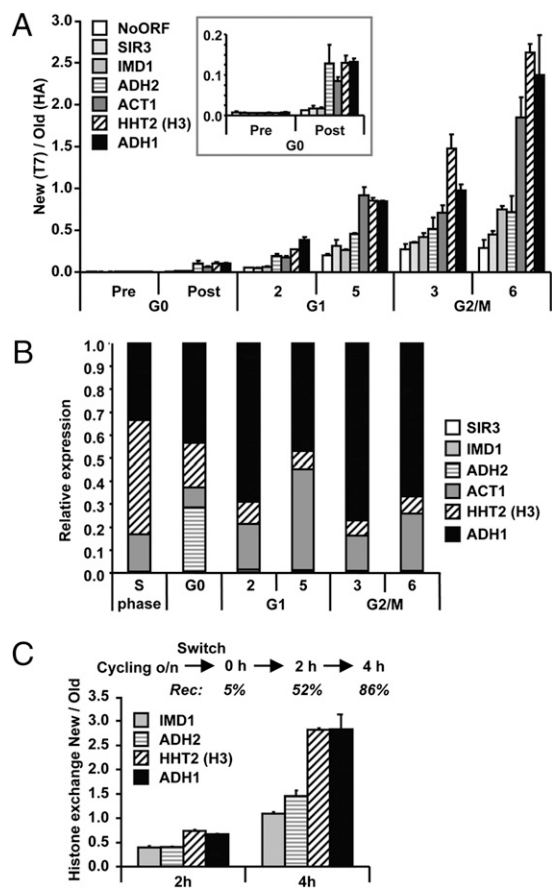 A
NoORF
SIR3
IMD1
ADH2
ACT1
HHT2 (H3)
ADH1
New (T7) / Old (HA)
3.0
2.5
2.0
1.5
1.0
0.5
0.0
0.2
0.1
0.0
Pre Post
G0
Pre Post 2 5 3 6
G0 G1 G2/M
B
Relative expression
1.0
0.9
0.8
0.7
0.6
0.5
0.4
0.3
0.2
0.1
0.0
SIR3
IMD1
ADH2
ACT1
HHT2 (H3)
ADH1
S G0 2 5 3 6
phase G1 G2/M
C
Switch
Cycling o/n 0 h 2 h 4 h
Rec: 5% 52% 86%
Histone exchange New / Old
3.5
3.0
2.5
2.0
1.5
1.0
0.5
0.0
IMD1
ADH2
HHT2 (H3)
ADH1
2h 4h